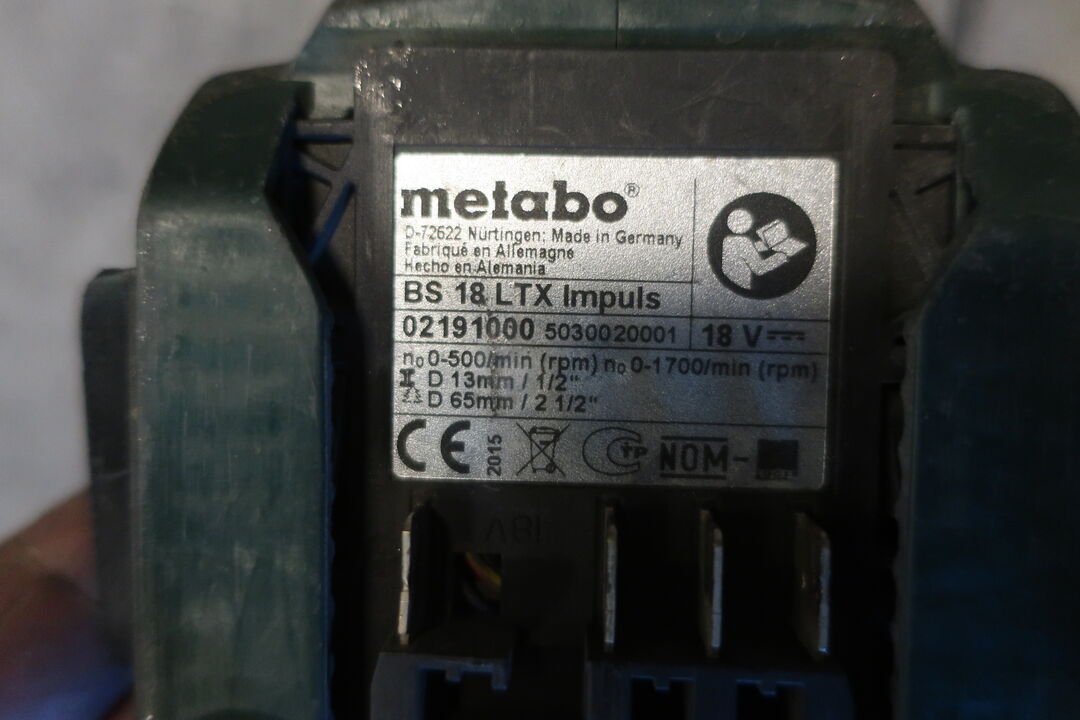 metabo®
D-72622 Nürtingen; Made in Germany
Fabriqué en Allemagne
Hecho en Alemania
BS 18 LTX Impuls
02191000 5030020001 18 V
n₀ 0-500/min (rpm) n₀ 0-1700/min (rpm)
D 13mm / 1/2"
D 65mm / 2 1/2"
CE 2015 CTP NOM-
ABI